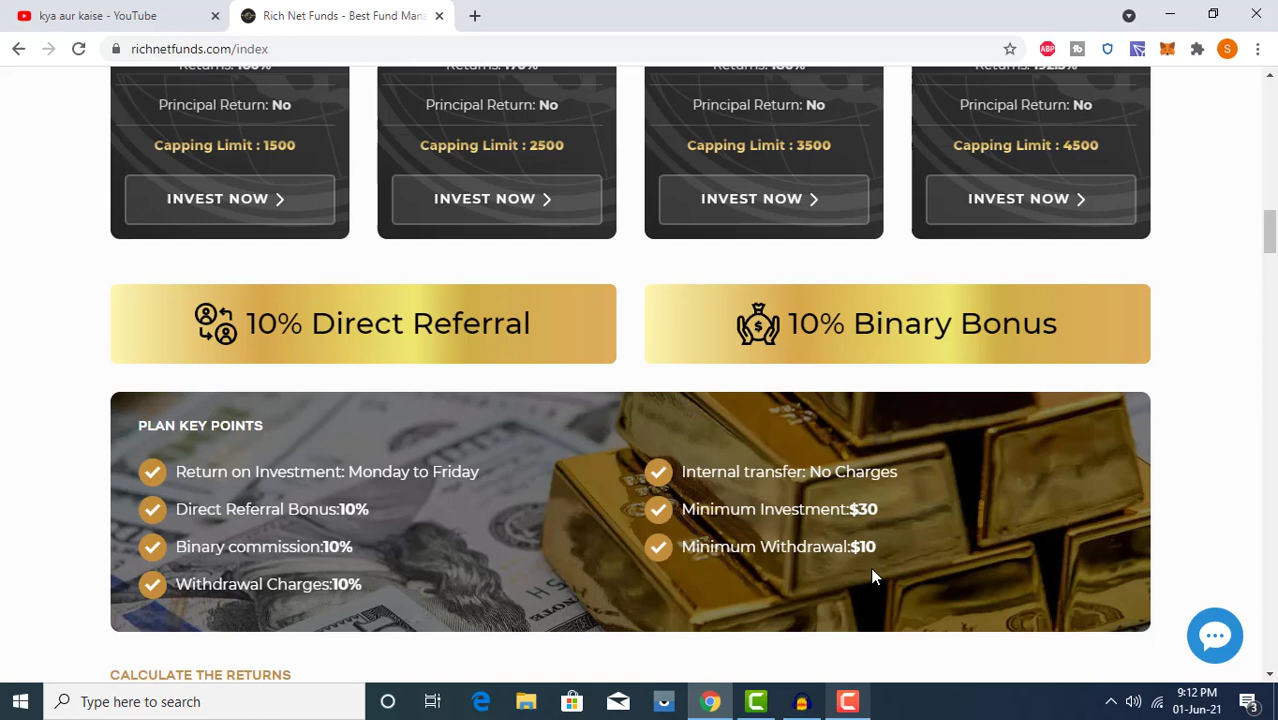 kya aur kaise - YouTube
Rich Net Funds - Best Fund Mana
richnetfunds.com/index
ABP
tb
S
Principal Return: No
Principal Return: No
Principal Return: No
Principal Return: No
Capping Limit : 1500
Capping Limit : 2500
Capping Limit : 3500
Capping Limit : 4500
INVEST NOW
INVEST NOW
INVEST NOW
INVEST NOW
10% Direct Referral
10% Binary Bonus
PLAN KEY POINTS
Return on Investment: Monday to Friday
Direct Referral Bonus:10%
Binary commission:10%
Withdrawal Charges:10%
Internal transfer: No Charges
Minimum Investment:$30
Minimum Withdrawal:$10
CALCULATE THE RETURNS
Type here to search
9:12 PM
01-Jun-21
3